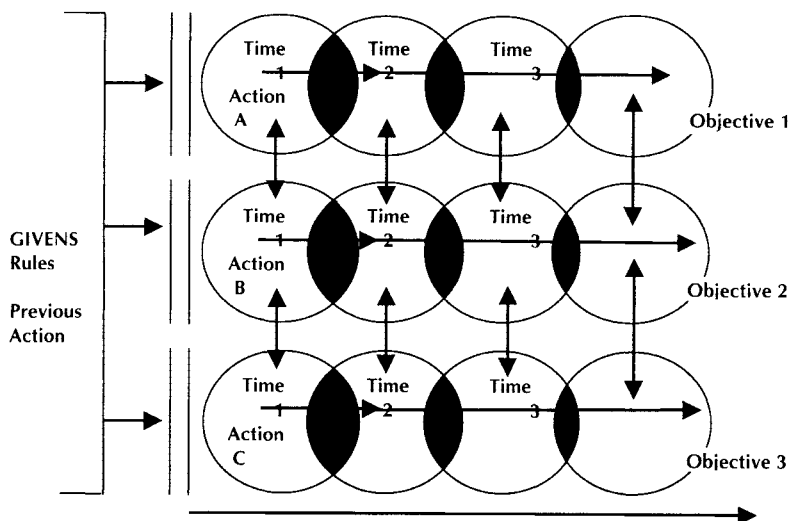 Time
1
Action
A
Time
2
Time
3
Objective 1
GIVENS
Rules
Previous
Action
Time
1
Action
B
Time
2
Time
3
Objective 2
Time
1
Action
C
Time
2
Time
3
Objective 3